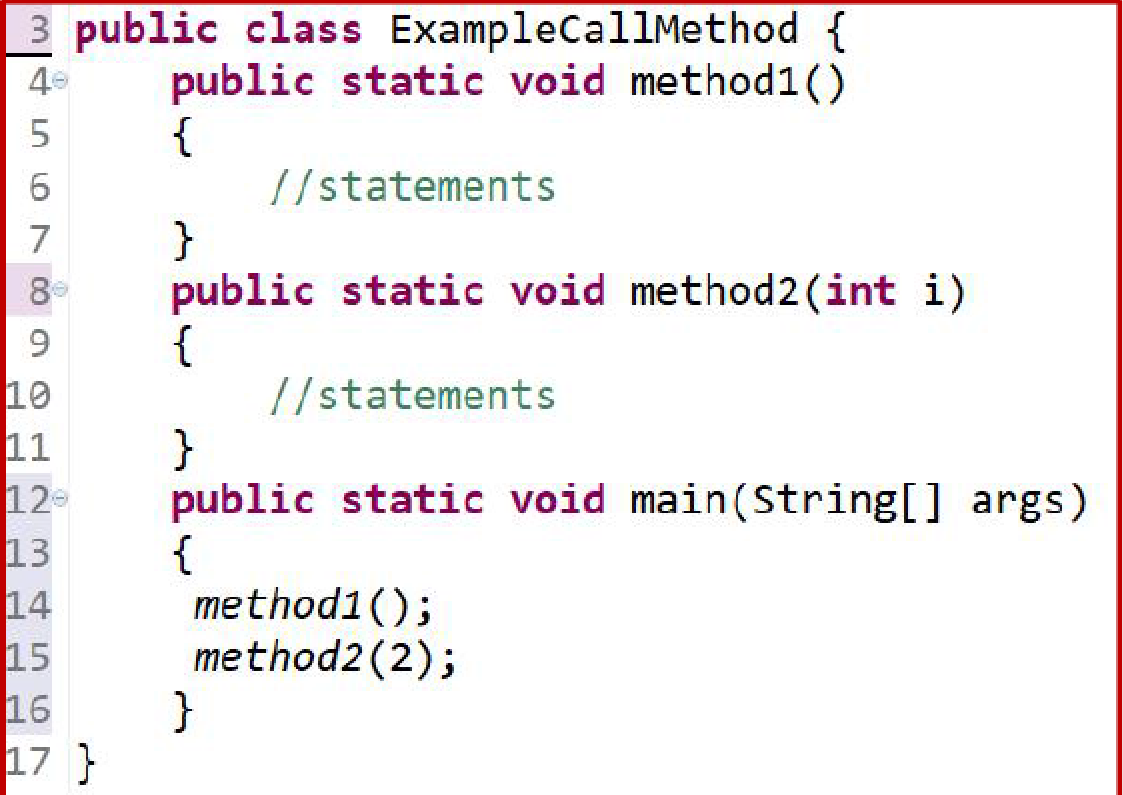 3 public class ExampleCallMethod {
4 public static void method1()
5 {
6 //statements
7 }
8 public static void method2(int i)
9 {
10 //statements
11 }
12 public static void main(String[] args)
13 {
14 method1();
15 method2(2);
16 }
17 }